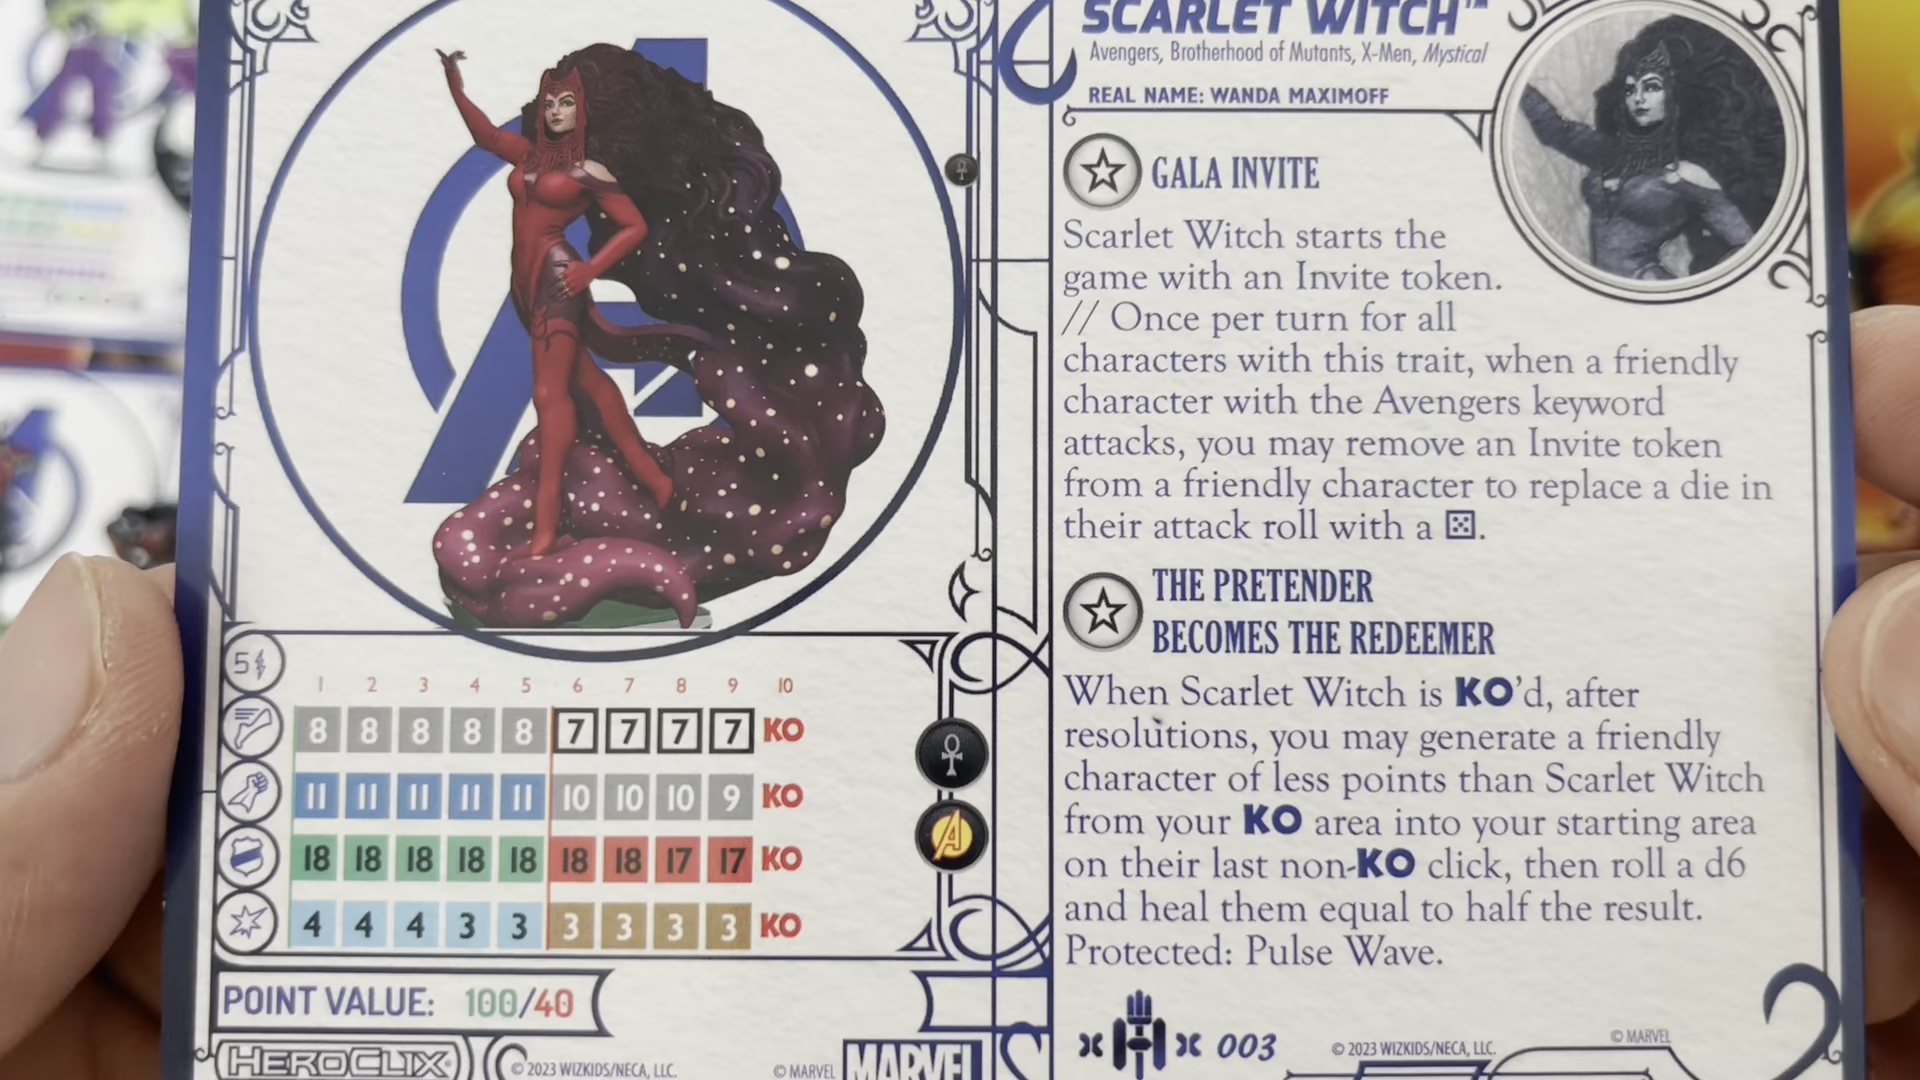 SCARLET WITCH™
Avengers, Brotherhood of Mutants, X-Men, Mystical
REAL NAME: WANDA MAXIMOFF
GALA INVITE
Scarlet Witch starts the
game with an Invite token.
// Once per turn for all
characters with this trait, when a friendly
character with the Avengers keyword
attacks, you may remove an Invite token
from a friendly character to replace a die in
their attack roll with a ⚄.
THE PRETENDER
BECOMES THE REDEEMER
When Scarlet Witch is KO'd, after
resolutions, you may generate a friendly
character of less points than Scarlet Witch
from your KO area into your starting area
on their last non-KO click, then roll a d6
and heal them equal to half the result.
Protected: Pulse Wave.
003
© 2023 WIZKIDS/NECA, LLC.
© MARVEL
5
1 2 3 4 5 6 7 8 9 10
8 8 8 8 8 7 7 7 7 KO
11 11 11 11 11 10 10 10 9 KO
18 18 18 18 18 18 18 17 17 KO
4 4 4 3 3 3 3 3 3 KO
POINT VALUE: 100/40
HEROCLIX®
© 2023 WIZKIDS/NECA, LLC.
© MARVEL
MARVEL